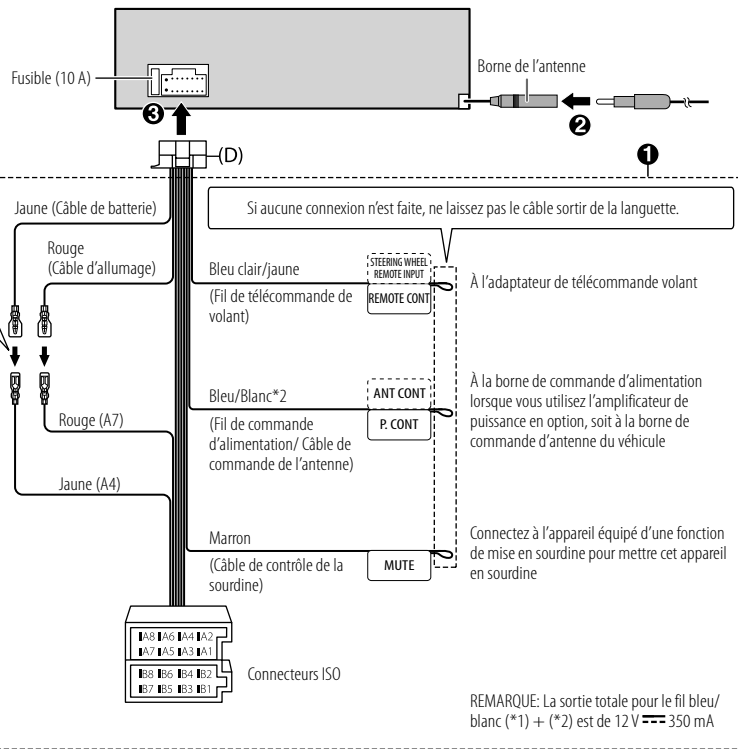 Fusible (10 A)
Borne de l’antenne
❸
❷
(D)
❶
Jaune (Câble de batterie)
Si aucune connexion n’est faite, ne laissez pas le câble sortir de la languette.
Rouge
(Câble d’allumage)
Bleu clair/jaune
(Fil de télécommande de
volant)
STEERING WHEEL
REMOTE INPUT
REMOTE CONT
À l’adaptateur de télécommande volant
Bleu/Blanc*2
(Fil de commande
d’alimentation/ Câble de
commande de l’antenne)
ANT CONT
P. CONT
À la borne de commande d’alimentation
lorsque vous utilisez l’amplificateur de
puissance en option, soit à la borne de
commande d’antenne du véhicule
Rouge (A7)
Jaune (A4)
Marron
(Câble de contrôle de la
sourdine)
MUTE
Connectez à l’appareil équipé d’une fonction
de mise en sourdine pour mettre cet appareil
en sourdine
A8 A6 A4 A2
A7 A5 A3 A1
B8 B6 B4 B2
B7 B5 B3 B1
Connecteurs ISO
REMARQUE: La sortie totale pour le fil bleu/
blanc (*1) + (*2) est de 12 V ⎓ 350 mA